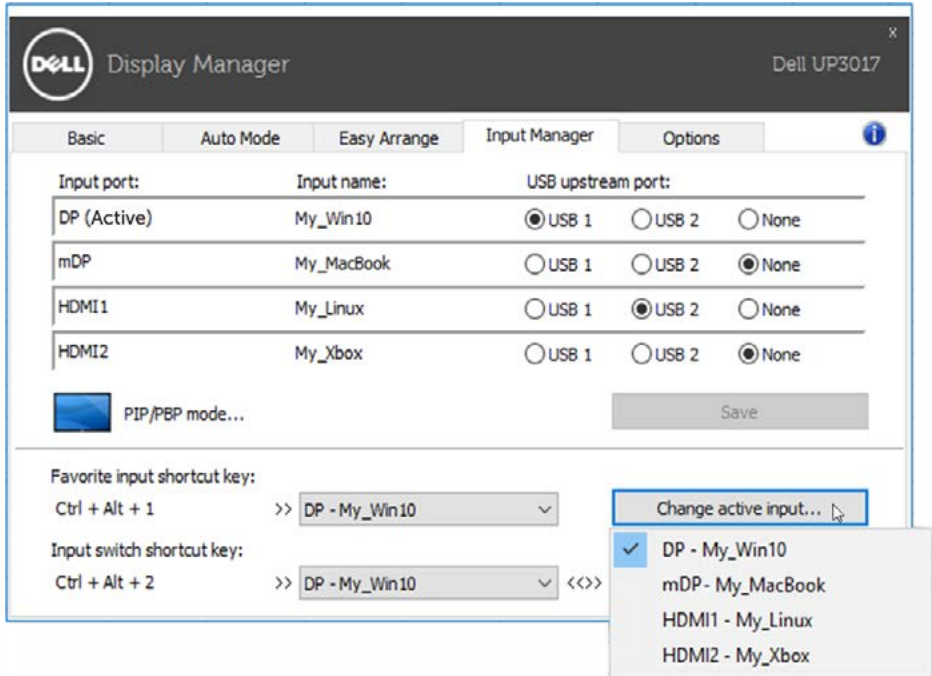 DELL Display Manager Dell UP3017 x
Basic Auto Mode Easy Arrange Input Manager Options
Input port: Input name: USB upstream port:
DP (Active) My_Win10 USB 1 USB 2 None
mDP My_MacBook USB 1 USB 2 None
HDMI1 My_Linux USB 1 USB 2 None
HDMI2 My_Xbox USB 1 USB 2 None
PIP/PBP mode... Save
Favorite input shortcut key:
Ctrl + Alt + 1 >> DP - My_Win10 Change active input...
Input switch shortcut key:
Ctrl + Alt + 2 >> DP - My_Win10 <<>>
DP - My_Win10
mDP- My_MacBook
HDMI1 - My_Linux
HDMI2 - My_Xbox